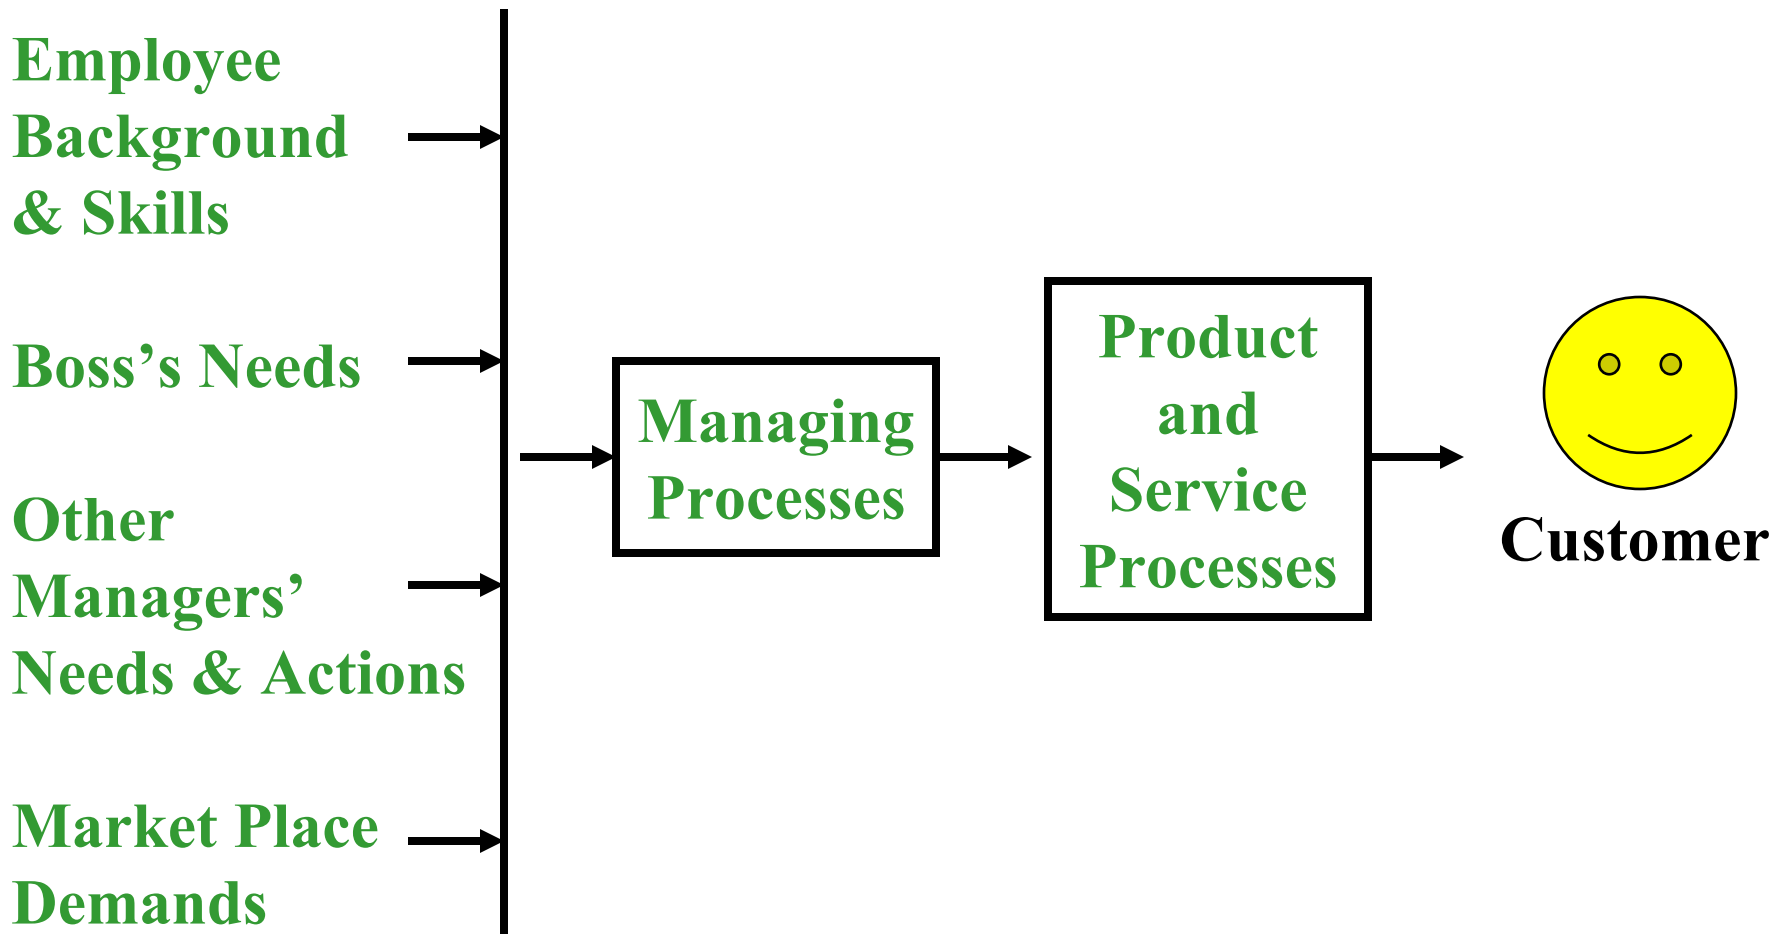 Employee
Background
& Skills
Boss’s Needs
Other
Managers’
Needs & Actions
Market Place
Demands
Managing
Processes
Product
and
Service
Processes
Customer